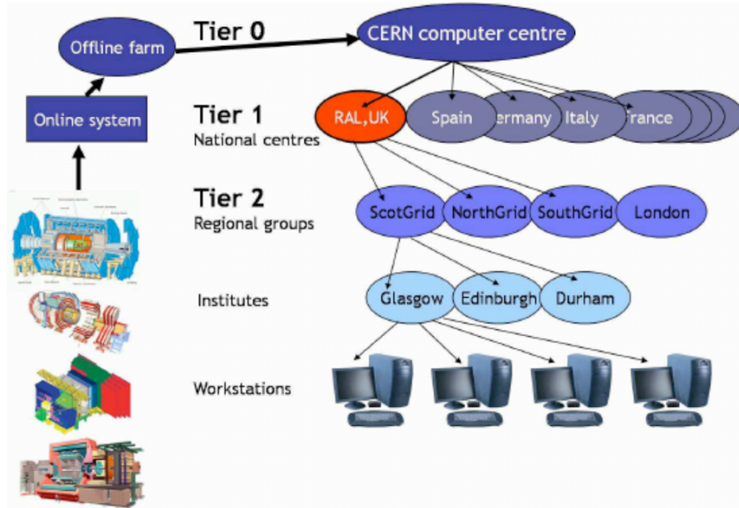 Tier 0
CERN computer centre
Offline farm
Online system
Tier 1
National centres
RAL,UK
Spain
ermany
Italy
rance
Tier 2
Regional groups
ScotGrid
NorthGrid
SouthGrid
London
Institutes
Glasgow
Edinburgh
Durham
Workstations